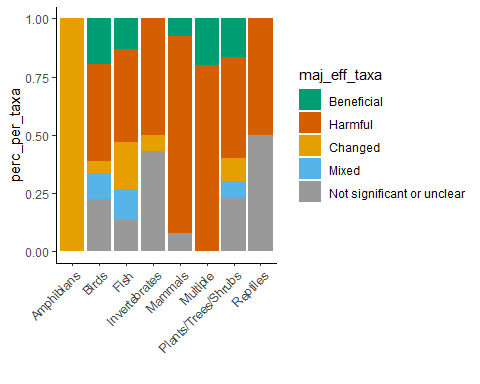 1.00
0.75
0.50
0.25
0.00
perc_per_taxa
Amphibians
Birds
Fish
Invertebrates
Mammals
Multiple
Plants/Trees/Shrubs
Reptiles
maj_eff_taxa
Beneficial
Harmful
Changed
Mixed
Not significant or unclear